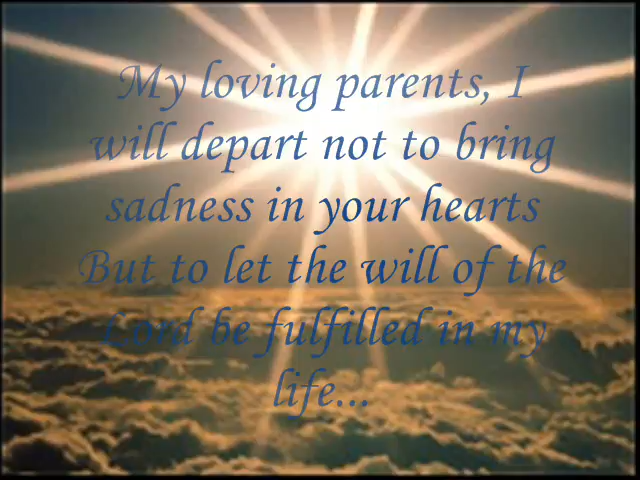 My loving parents, I
will depart not to bring
sadness in your hearts
But to let the will of the
Lord be fulfilled in my
life...